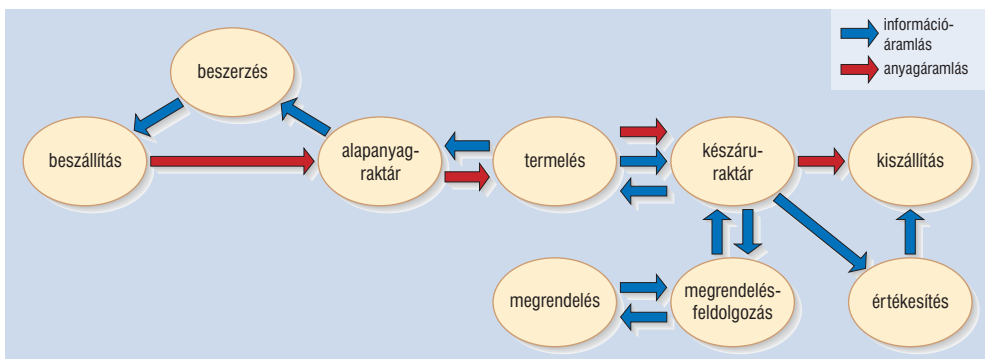 információ-
áramlás
anyagáramlás
beszerzés
beszállítás
alapanyag-
raktár
termelés
készáru-
raktár
kiszállítás
megrendelés
megrendelés-
feldolgozás
értékesítés